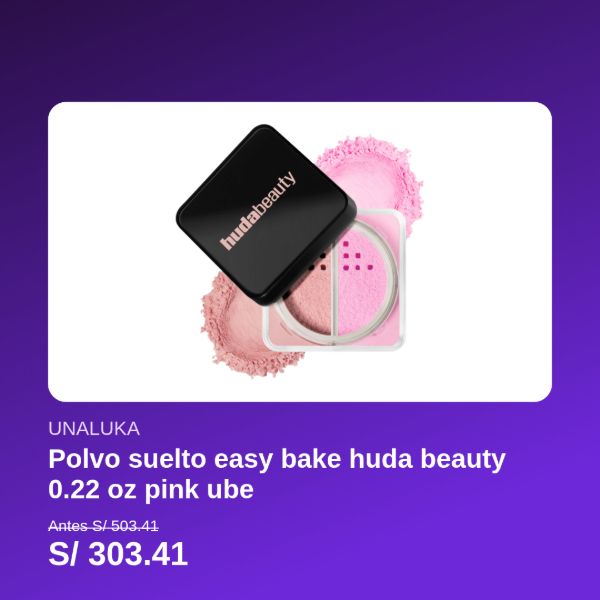 hudabeauty
UNALUKA
Polvo suelto easy bake huda beauty
0.22 oz pink ube
Antes S/ 503.41
S/ 303.41